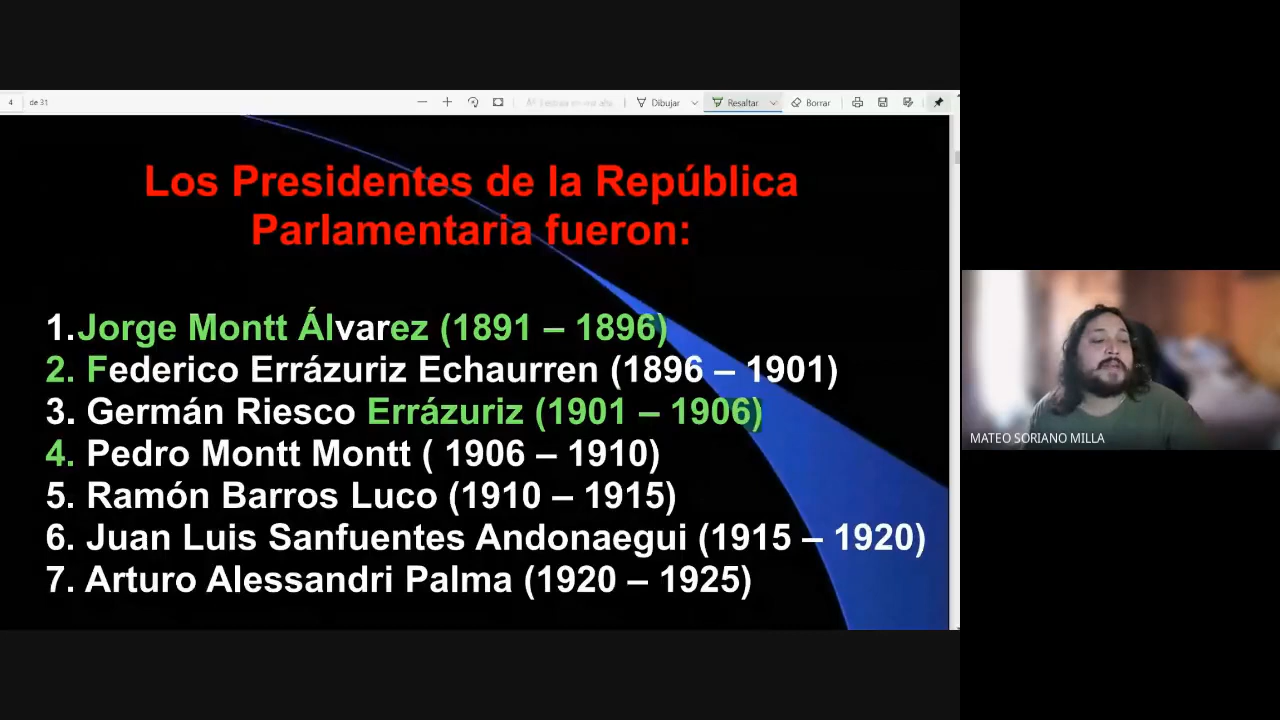 4 de 31 Dibujar Resaltar Borrar
Los Presidentes de la República
Parlamentaria fueron:
1.Jorge Montt Álvarez (1891 – 1896)
2. Federico Errázuriz Echaurren (1896 – 1901)
3. Germán Riesco Errázuriz (1901 – 1906)
4. Pedro Montt Montt ( 1906 – 1910)
5. Ramón Barros Luco (1910 – 1915)
6. Juan Luis Sanfuentes Andonaegui (1915 – 1920)
7. Arturo Alessandri Palma (1920 – 1925)
MATEO SORIANO MILLA